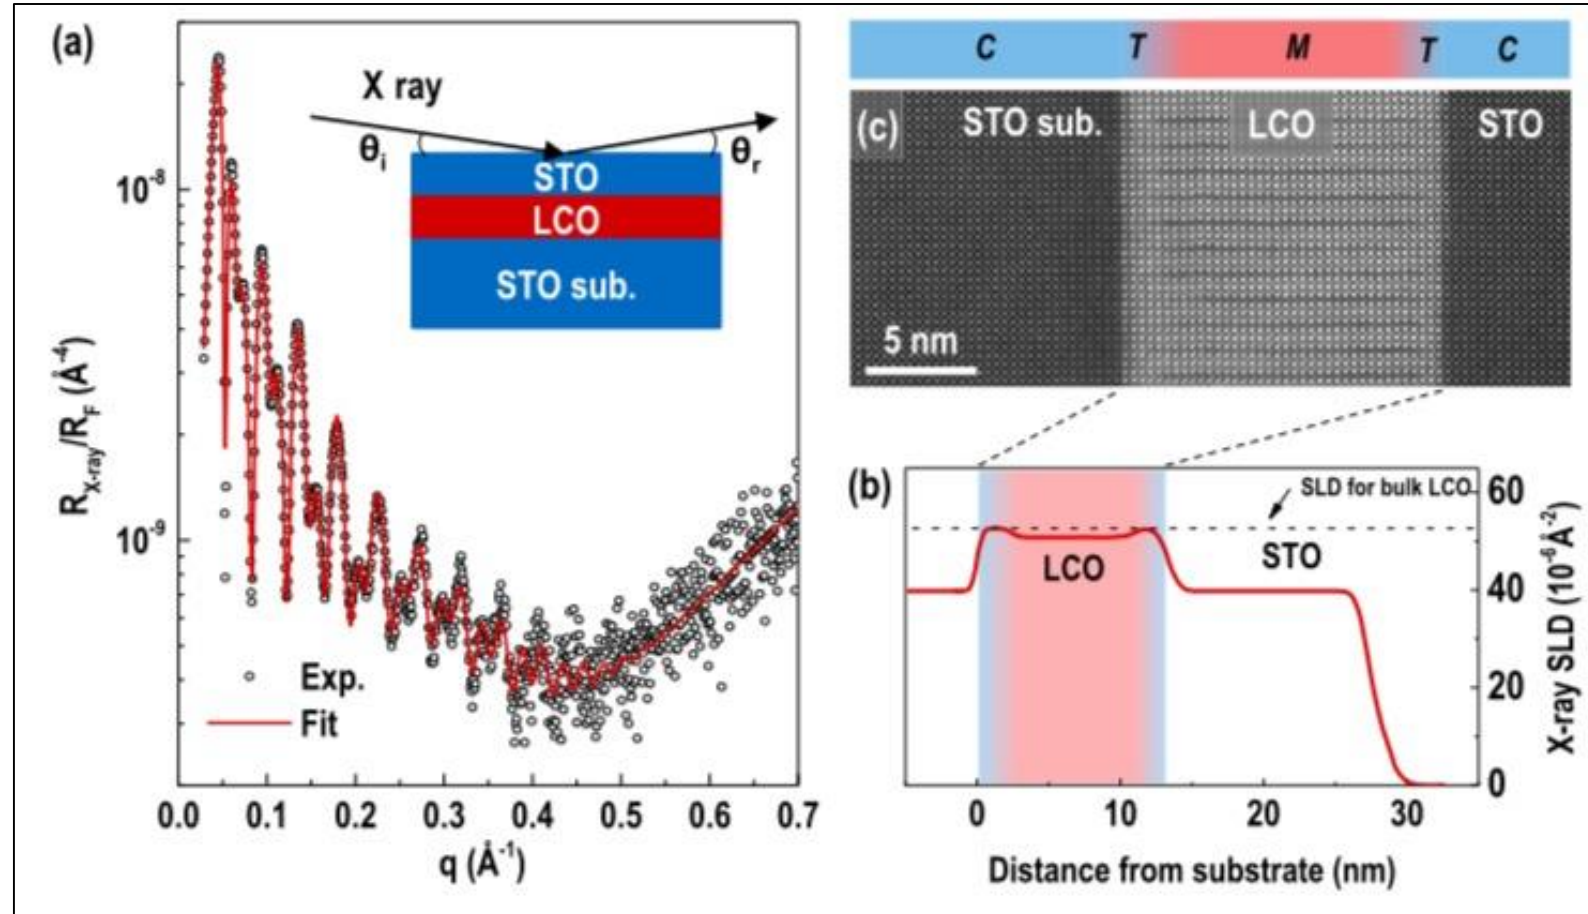 (a)
X ray
θi
θr
STO
LCO
STO sub.
10-8
10-9
RX-ray/RF (Å-4)
Exp.
Fit
0.0 0.1 0.2 0.3 0.4 0.5 0.6 0.7
q (Å-1)
C T M T C
(c)
STO sub. LCO STO
5 nm
(b)
SLD for bulk LCO
LCO
STO
60
40
20
0
X-ray SLD (10-6Å-2)
0 10 20 30
Distance from substrate (nm)